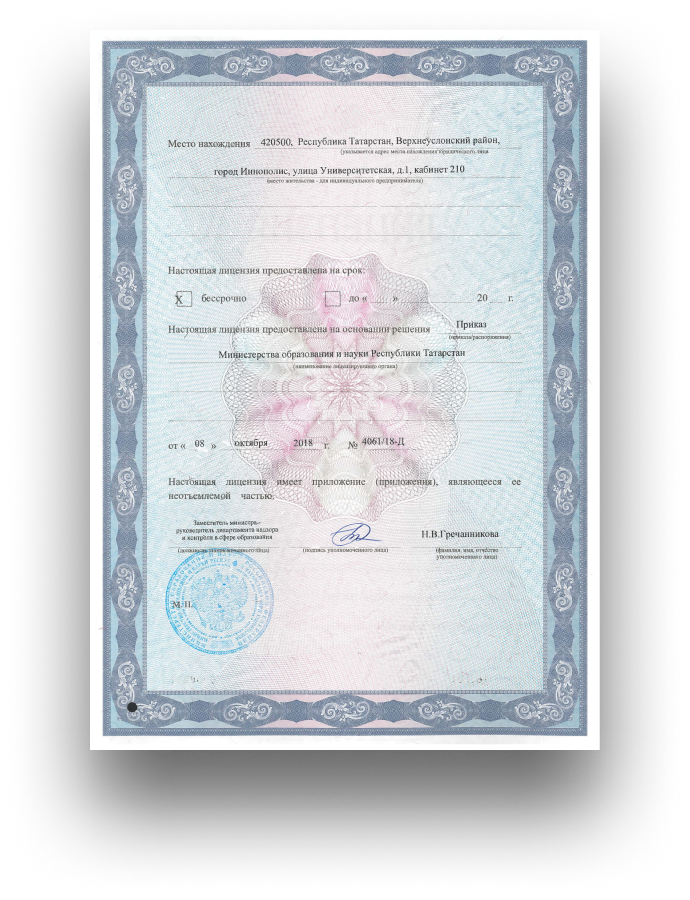 Место нахождения 420500, Республика Татарстан, Верхнеуслонский район,
(указывается адрес места нахождения юридического лица
город Иннополис, улица Университетская, д.1, кабинет 210
(место жительства - для индивидуального предпринимателя)
Настоящая лицензия предоставлена на срок:
X бессрочно до « » 20 г.
Настоящая лицензия предоставлена на основании решения Приказ
(приказа/распоряжения)
Министерства образования и науки Республики Татарстан
(наименование лицензирующего органа)
от « 08 » октября 2018 г. № 4061/18-Д
Настоящая лицензия имеет приложение (приложения), являющееся ее
неотъемлемой частью.
Заместитель министра–
руководитель департамента надзора
и контроля в сфере образования
Н.В.Гречанникова
(должность уполномоченного лица) (подпись уполномоченного лица) (фамилия, имя, отчество
уполномоченного лица)
М.П.